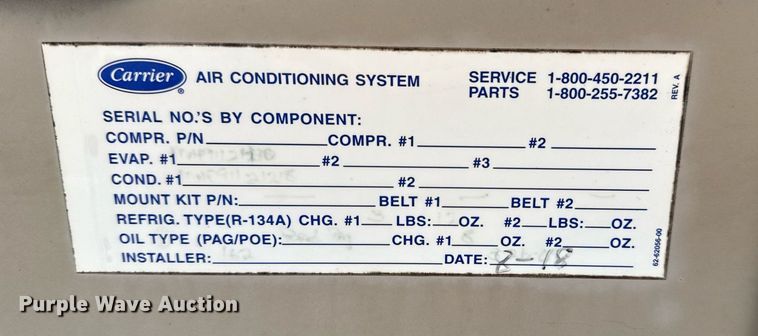 Carrier AIR CONDITIONING SYSTEM SERVICE 1-800-450-2211
PARTS 1-800-255-7382
REV. A
SERIAL NO.'S BY COMPONENT:
COMPR. P/N COMPR. #1 #2
EVAP. #1 #2 #3
COND. #1 #2
MOUNT KIT P/N: BELT #1 BELT #2
REFRIG. TYPE(R-134A) CHG. #1 LBS: OZ. #2 LBS: OZ.
OIL TYPE (PAG/POE): CHG. #1 OZ. #2 OZ.
INSTALLER: DATE: 8-18
62-62056-00
Purple Wave Auction